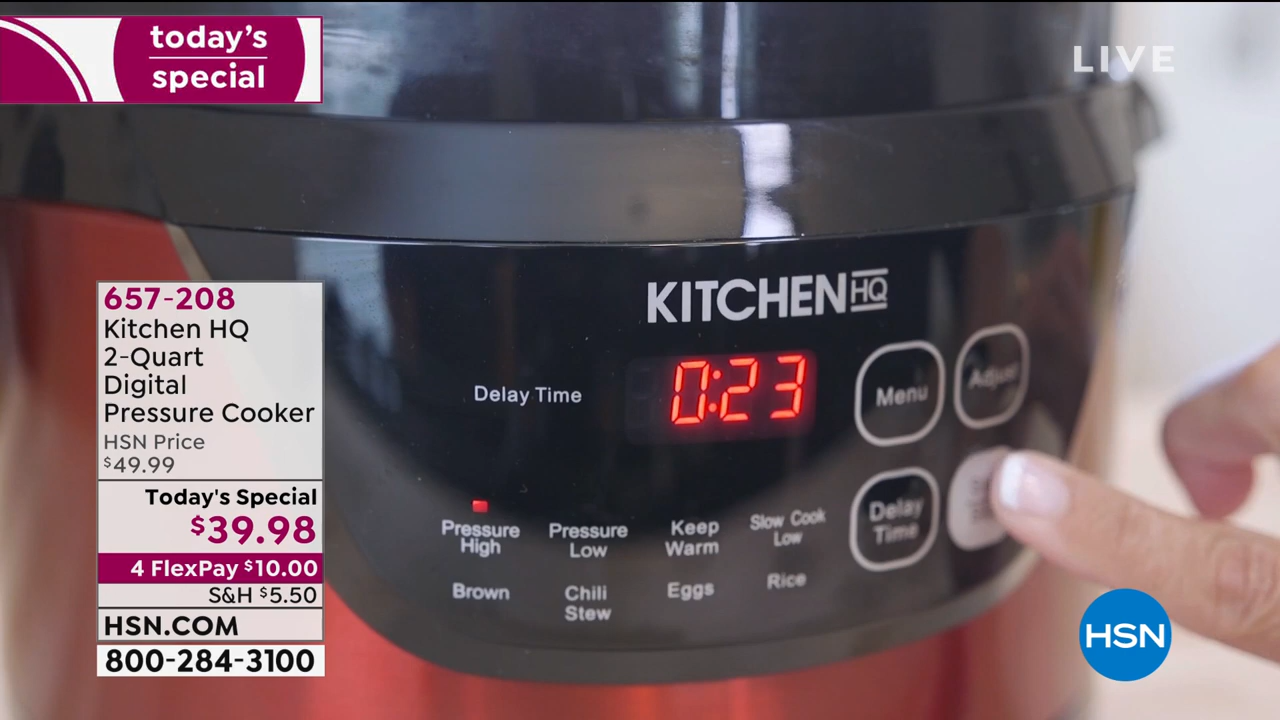 today's
special
LIVE
657-208
Kitchen HQ
2-Quart
Digital
Pressure Cooker
HSN Price
$49.99
Today's Special
$39.98
4 FlexPay $10.00
S&H $5.50
HSN.COM
800-284-3100
KITCHEN HQ
Delay Time
0:23
Menu
Adjust
Delay
Time
Pressure
High
Pressure
Low
Keep
Warm
Slow Cook
Low
Brown
Chili
Stew
Eggs
Rice
HSN